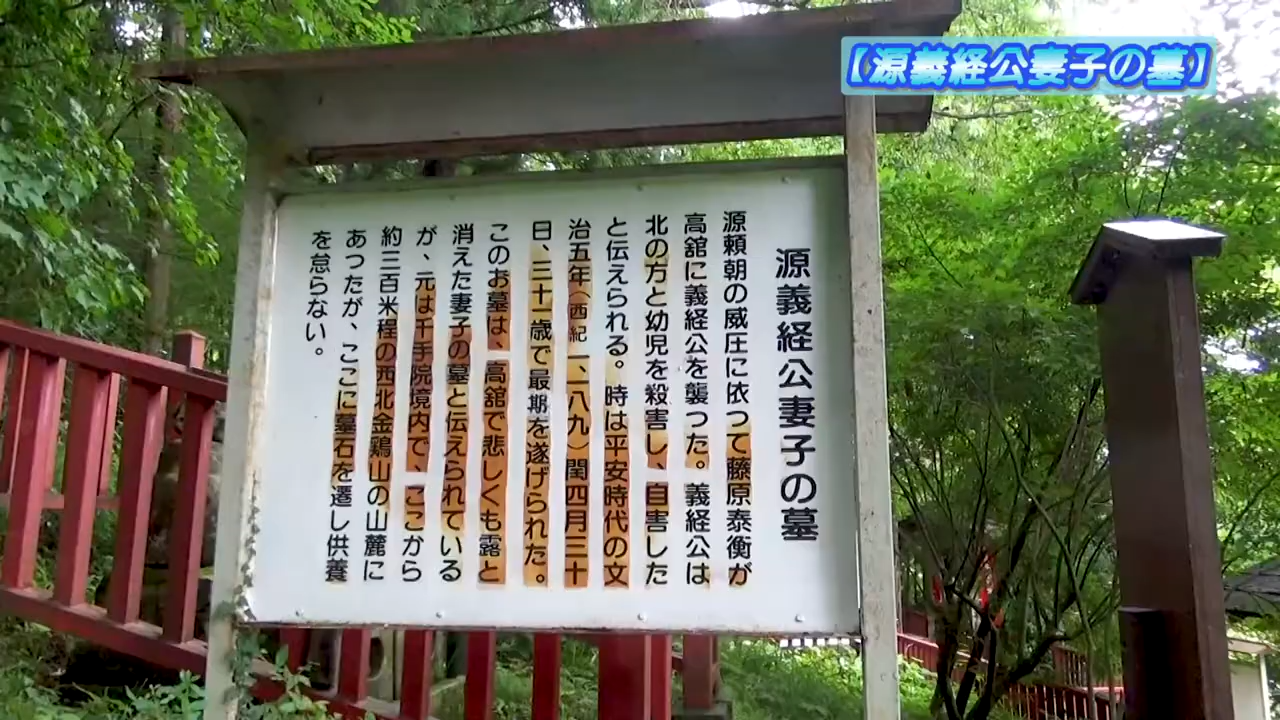 【源義経公妻子の墓】
源義経公妻子の墓
源頼朝の威圧に依って藤原泰衡が
高舘に義経公を襲った。義経公は
北の方と幼児を殺害し、自害した
と伝えられる。時は平安時代の文
治五年(西紀一、一八九)閏四月三十
日、三十一歳で最期を遂げられた。
このお墓は、高舘で悲しくも露と
消えた妻子の墓と伝えられている
が、元は千手院境内で、ここから
約三百米程の西北金鶏山の山麓に
あったが、ここに墓石を遷し供養
を怠らない。